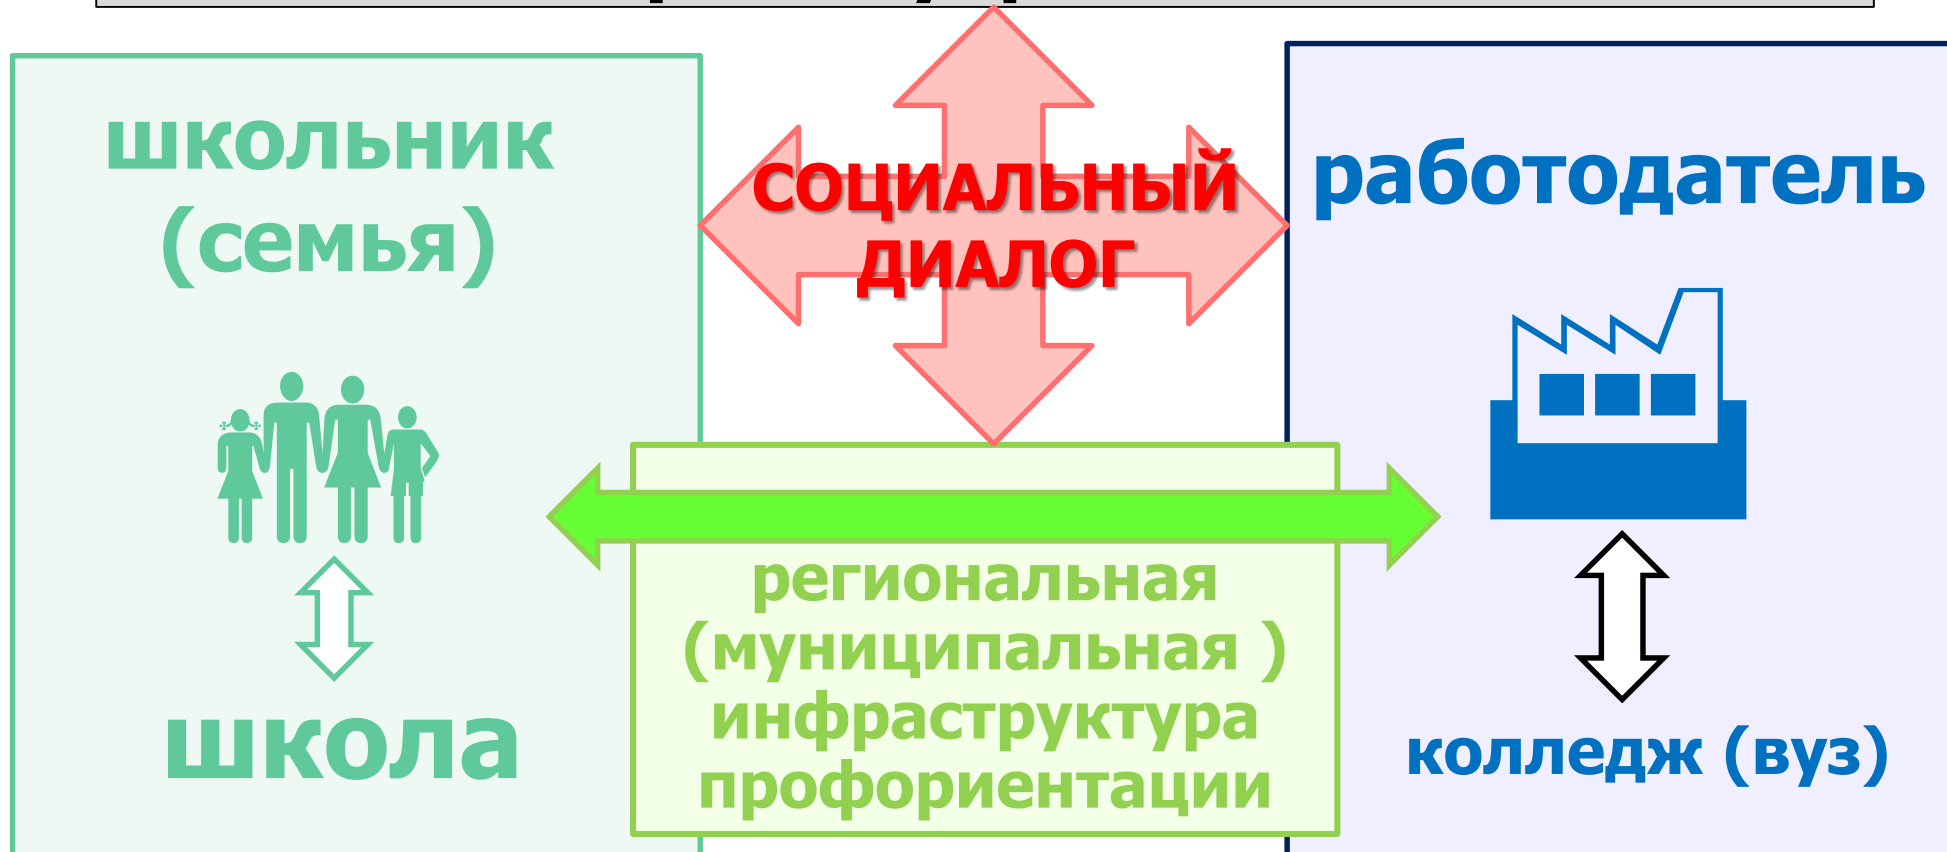 школьник
(семья)
школа
СОЦИАЛЬНЫЙ
ДИАЛОГ
региональная
(муниципальная )
инфраструктура
профориентации
работодатель
колледж (вуз)